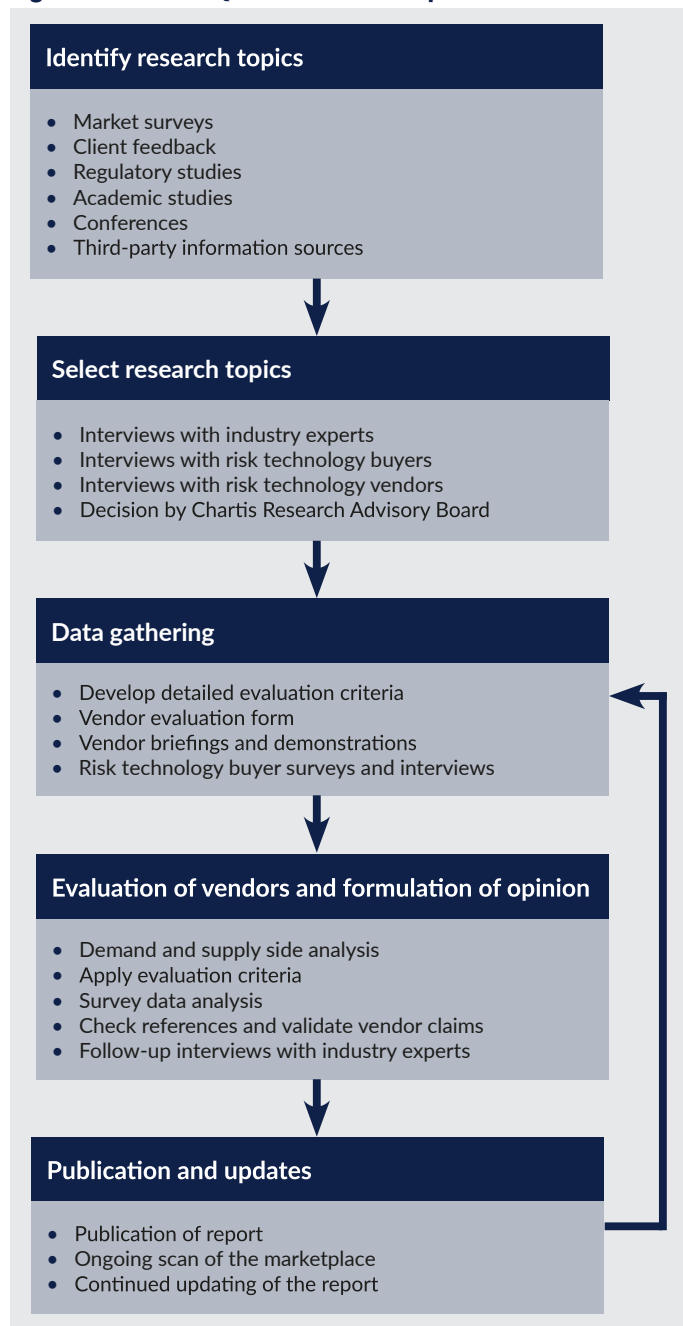 Identify research topics
• Market surveys
• Client feedback
• Regulatory studies
• Academic studies
• Conferences
• Third-party information sources
Select research topics
• Interviews with industry experts
• Interviews with risk technology buyers
• Interviews with risk technology vendors
• Decision by Chartis Research Advisory Board
Data gathering
• Develop detailed evaluation criteria
• Vendor evaluation form
• Vendor briefings and demonstrations
• Risk technology buyer surveys and interviews
Evaluation of vendors and formulation of opinion
• Demand and supply side analysis
• Apply evaluation criteria
• Survey data analysis
• Check references and validate vendor claims
• Follow-up interviews with industry experts
Publication and updates
• Publication of report
• Ongoing scan of the marketplace
• Continued updating of the report